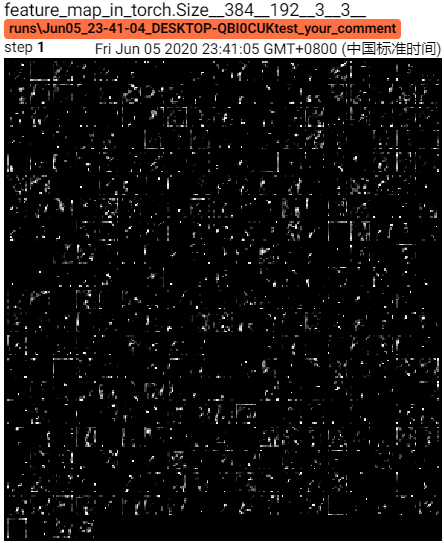 feature_map_in_torch.Size__384__192__3__3__
runs\Jun05_23-41-04_DESKTOP-QBI0CUKtest_your_comment
step 1 Fri Jun 05 2020 23:41:05 GMT+0800 (中国标准时间)